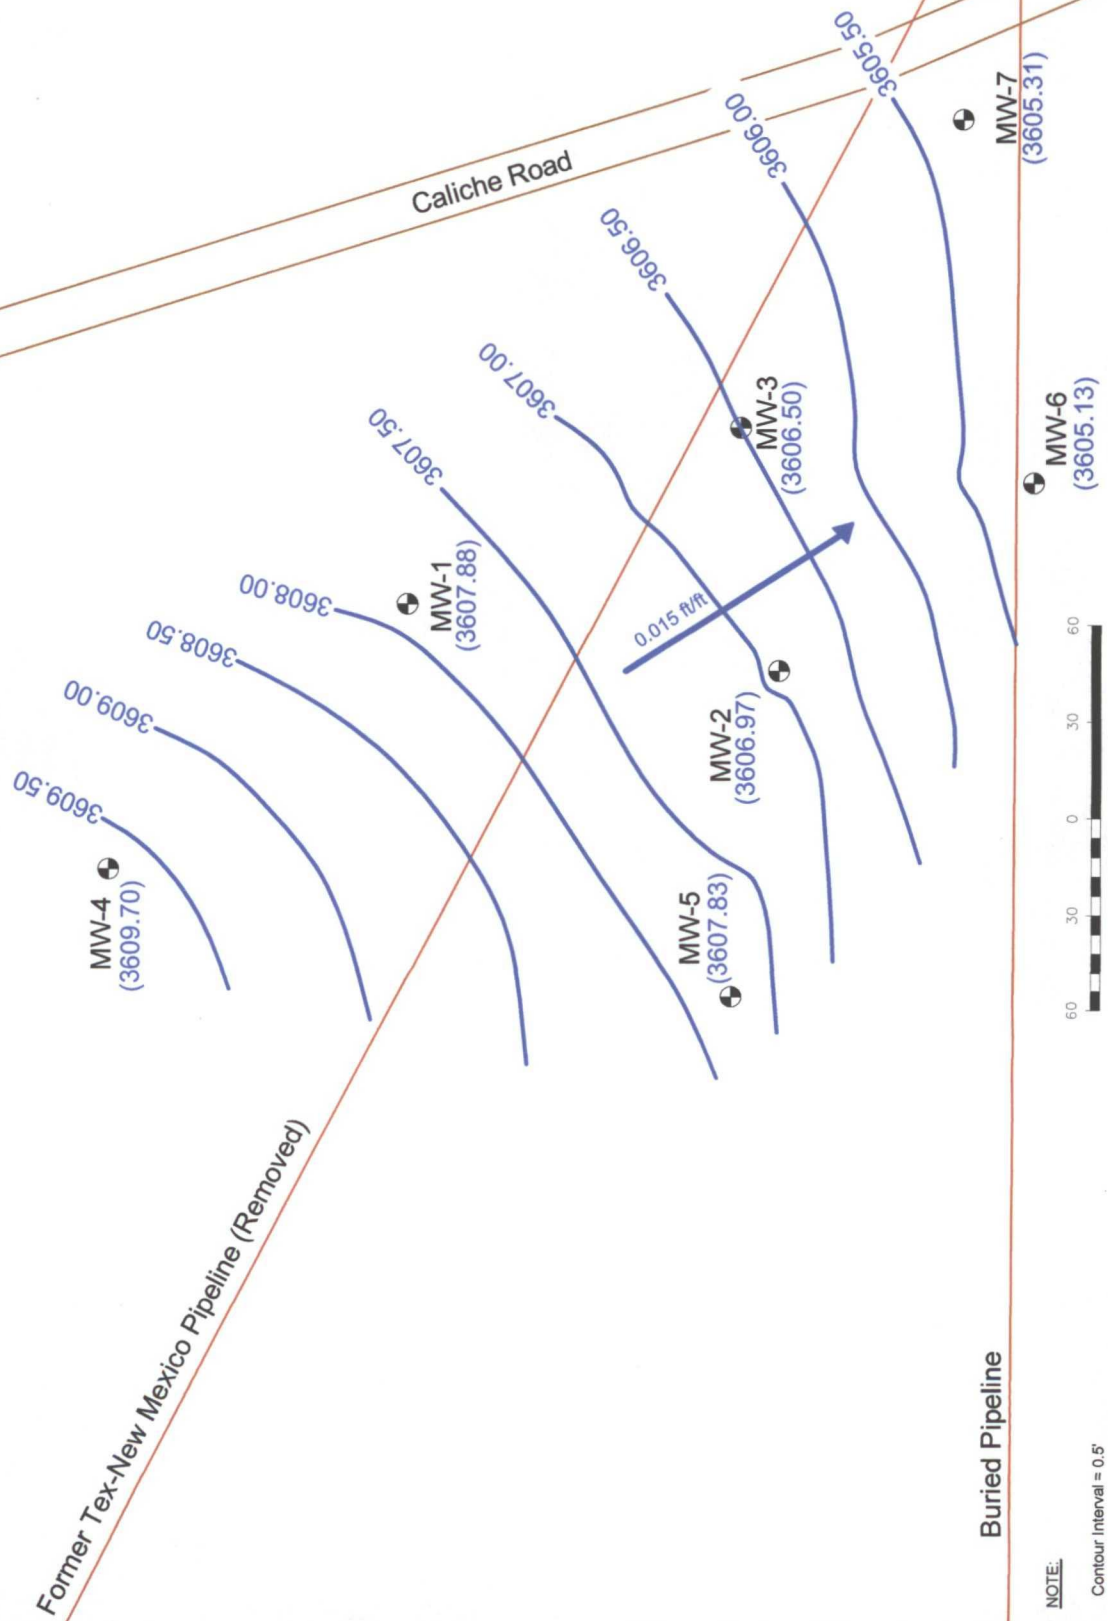 Former Tex-New Mexico Pipeline (Removed)
Caliche Road
3609.50
3609.00
3608.50
3608.00
3607.50
3607.00
3606.50
3606.00
3605.50
MW-4
(3609.70)
MW-1
(3607.88)
MW-5
(3607.83)
MW-2
(3606.97)
0.015 ft/ft
MW-3
(3606.50)
MW-6
(3605.13)
MW-7
(3605.31)
Buried Pipeline
60
30
0
30
60
NOTE:
Contour Interval = 0.5'